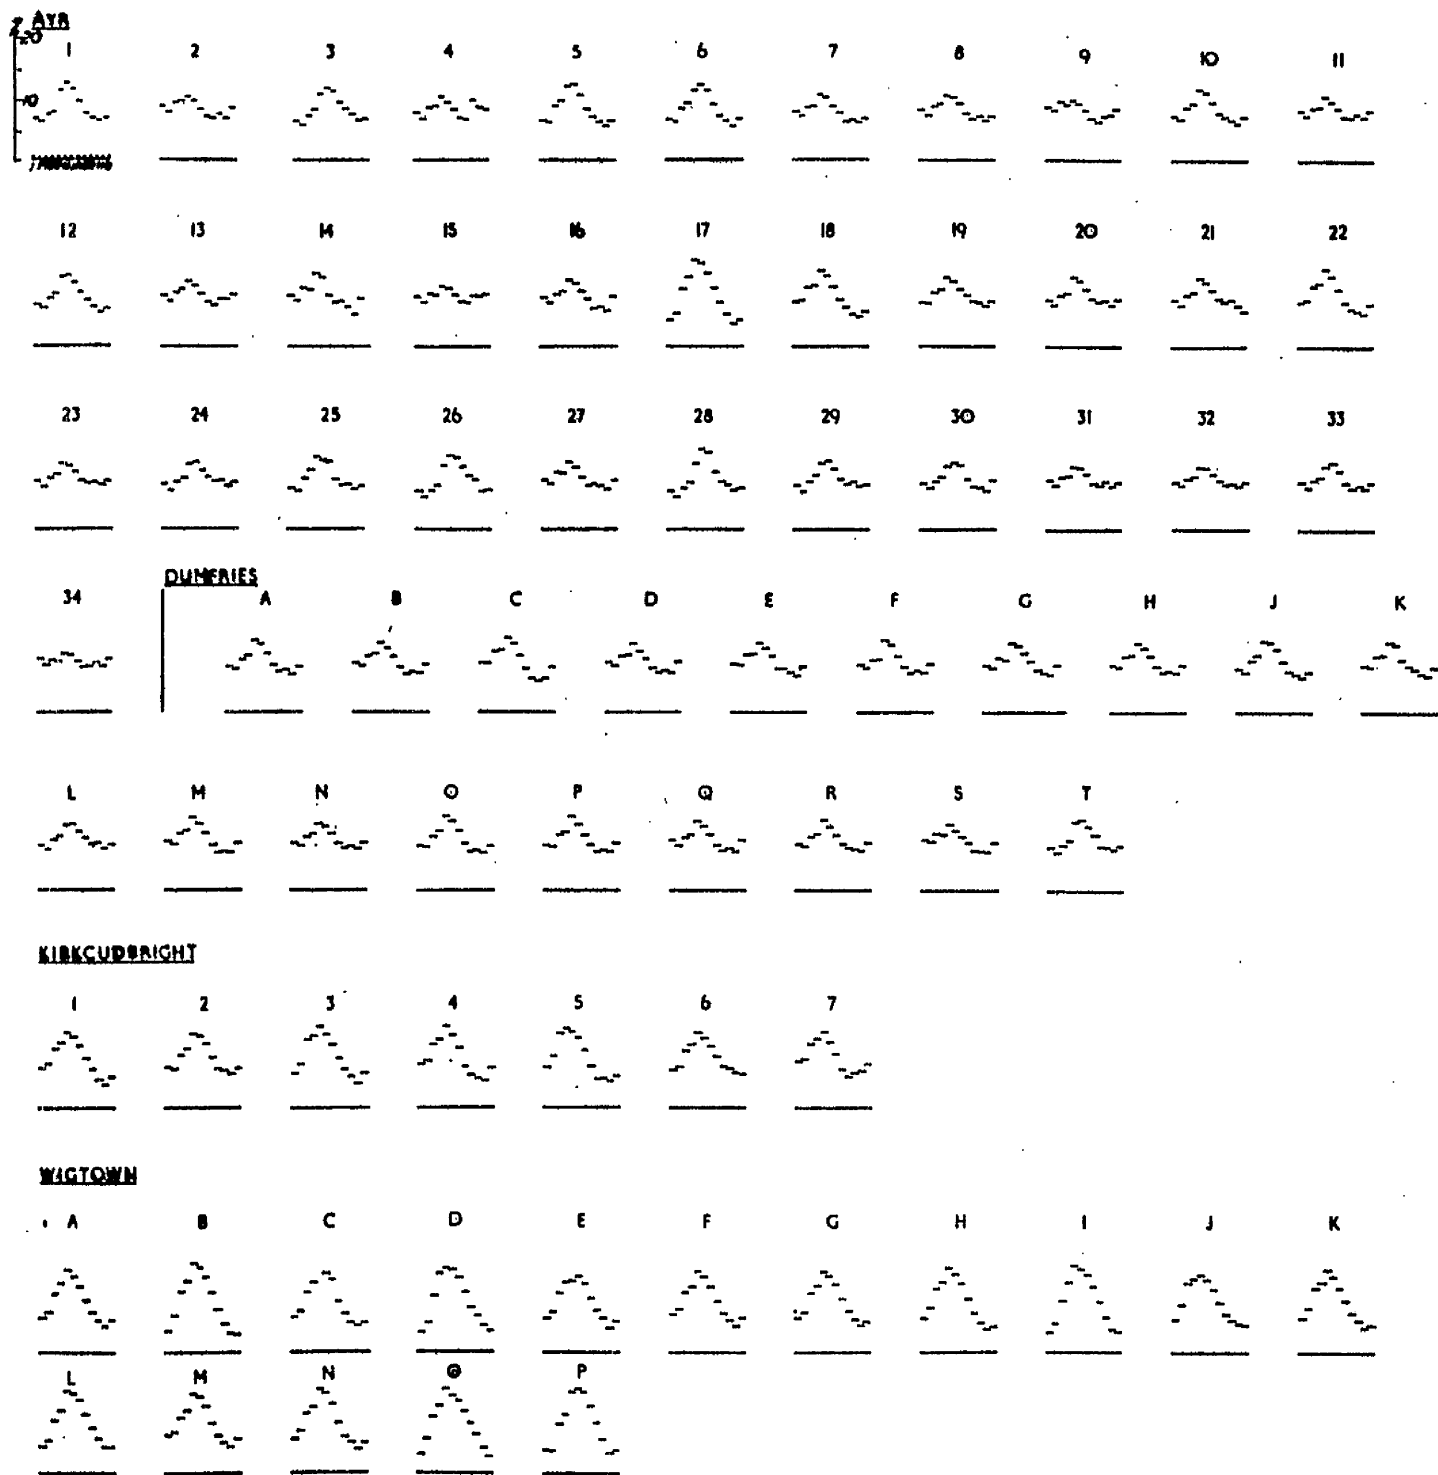 % AYR
20
1 2 3 4 5 6 7 8 9 10 11
10
12 13 14 15 16 17 18 19 20 21 22
23 24 25 26 27 28 29 30 31 32 33
DUMFRIES
34 A B C D E F G H J K
L M N O P Q R S T
KIRKCUDBRIGHT
1 2 3 4 5 6 7
WIGTOWN
A B C D E F G H I J K
L M N O P